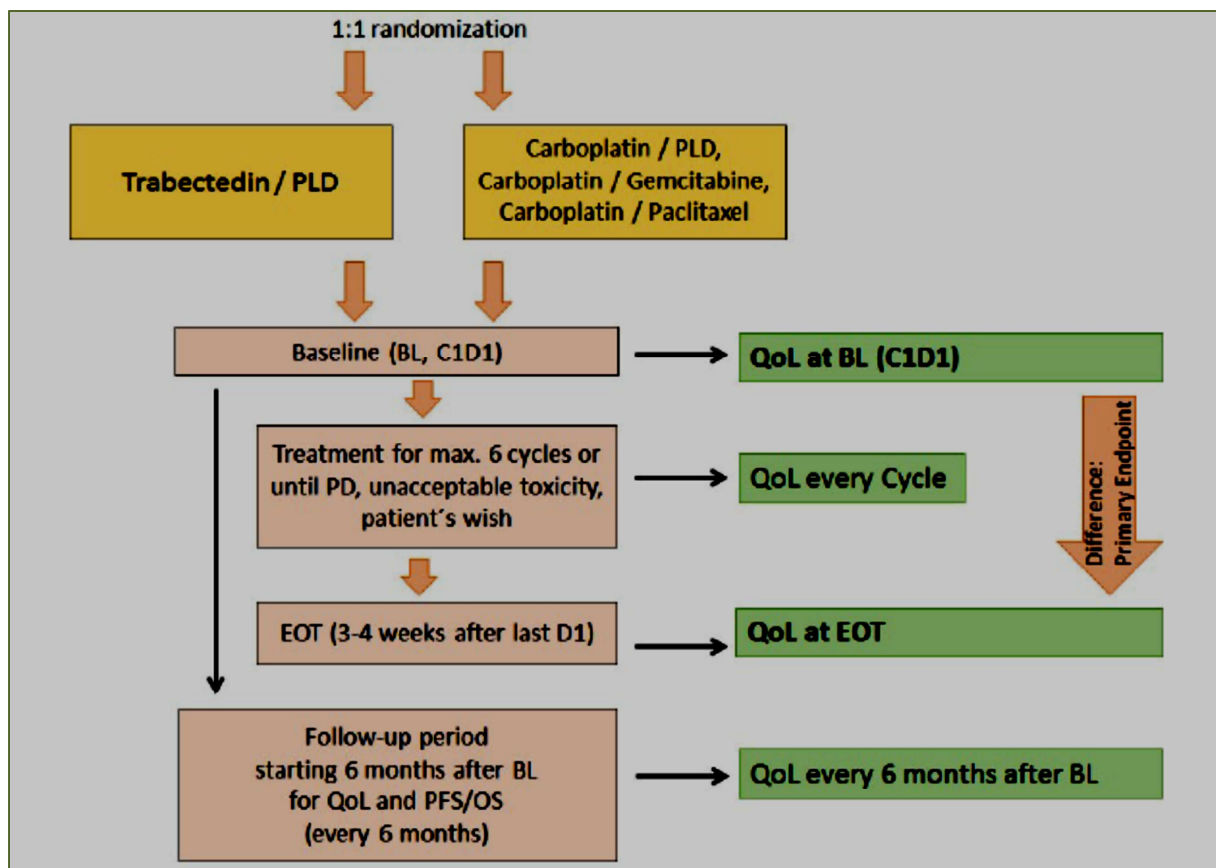 1:1 randomization
Trabectedin / PLD
Carboplatin / PLD,
Carboplatin / Gemcitabine,
Carboplatin / Paclitaxel
Baseline (BL, C1D1)
QoL at BL (C1D1)
Treatment for max. 6 cycles or
until PD, unacceptable toxicity,
patient´s wish
QoL every Cycle
Difference:
Primary Endpoint
EOT (3-4 weeks after last D1)
QoL at EOT
Follow-up period
starting 6 months after BL
for QoL and PFS/OS
(every 6 months)
QoL every 6 months after BL